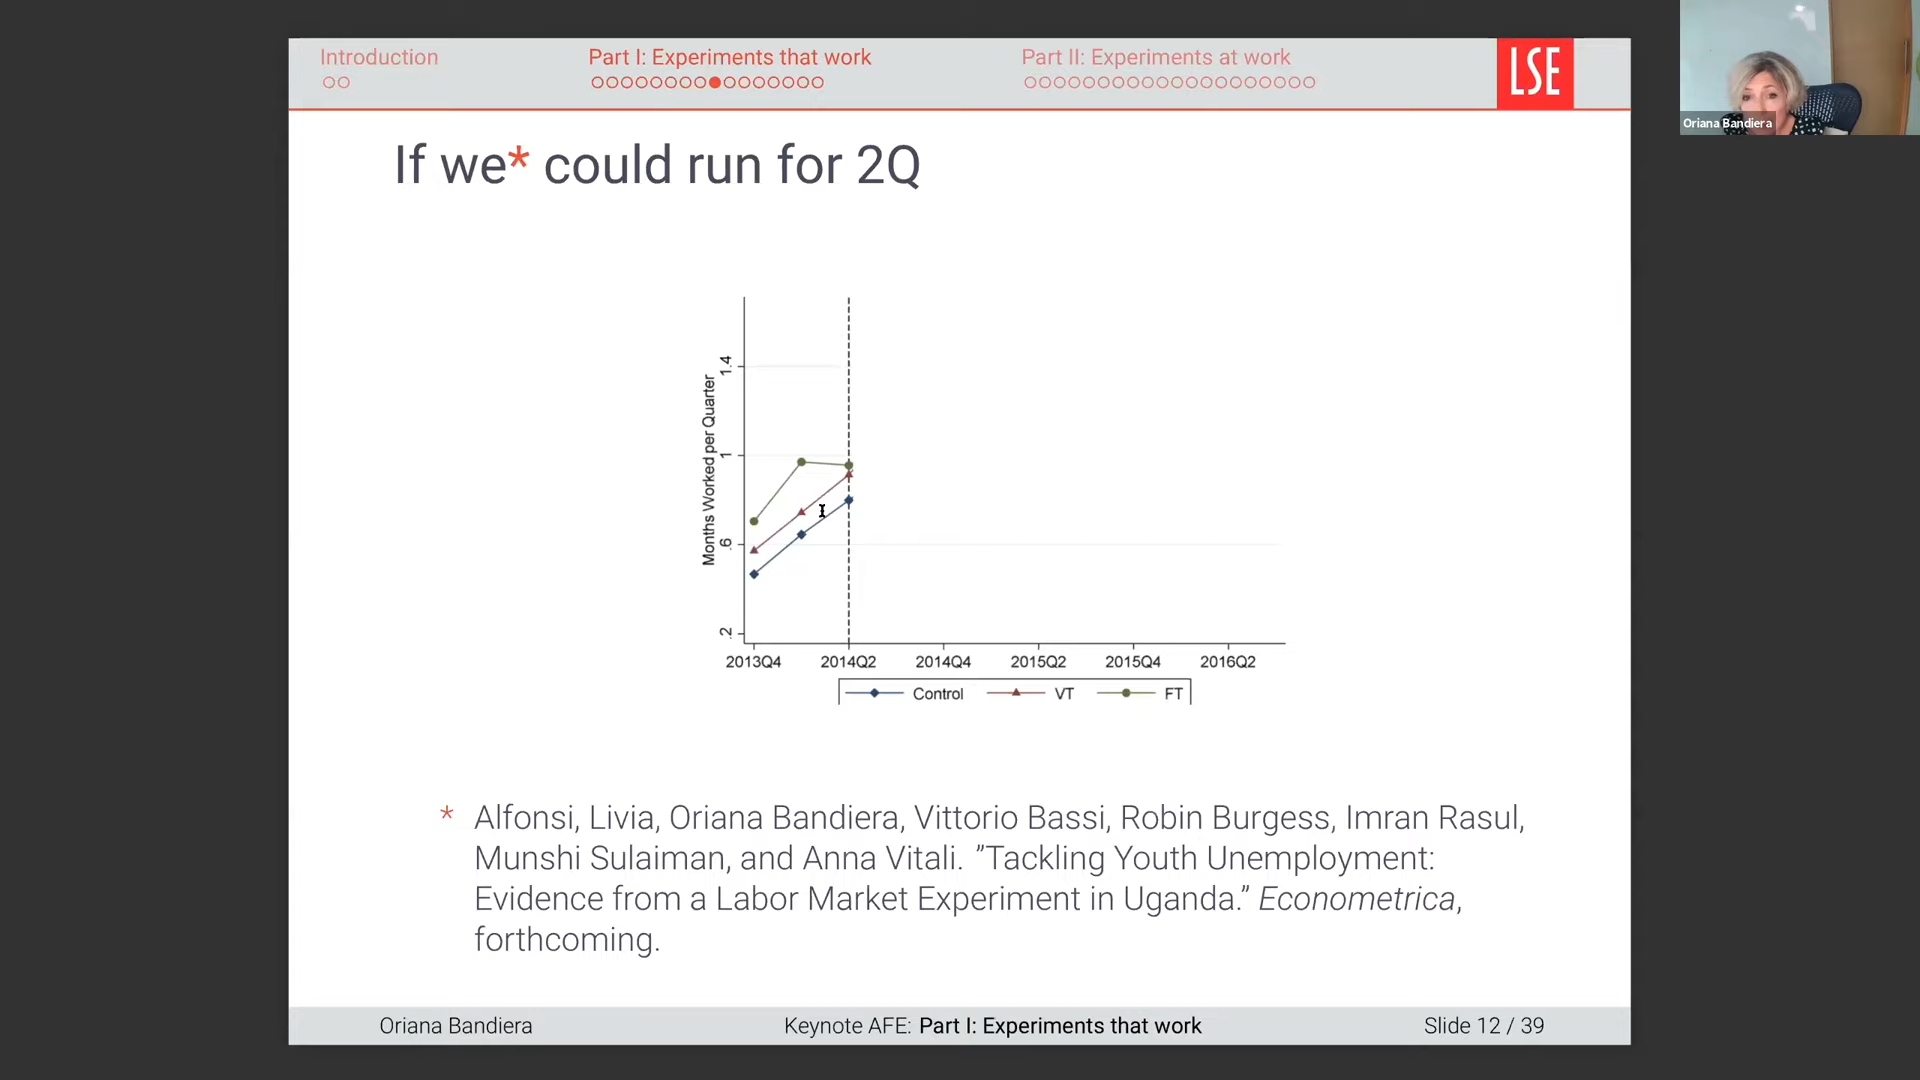 Introduction
Part I: Experiments that work
Part II: Experiments at work
LSE
Oriana Bandiera
If we* could run for 2Q
Months Worked per Quarter
1.4
1
.6
.2
2013Q4 2014Q2 2014Q4 2015Q2 2015Q4 2016Q2
Control VT FT
* Alfonsi, Livia, Oriana Bandiera, Vittorio Bassi, Robin Burgess, Imran Rasul,
Munshi Sulaiman, and Anna Vitali. ”Tackling Youth Unemployment:
Evidence from a Labor Market Experiment in Uganda.” Econometrica,
forthcoming.
Oriana Bandiera
Keynote AFE: Part I: Experiments that work
Slide 12 / 39